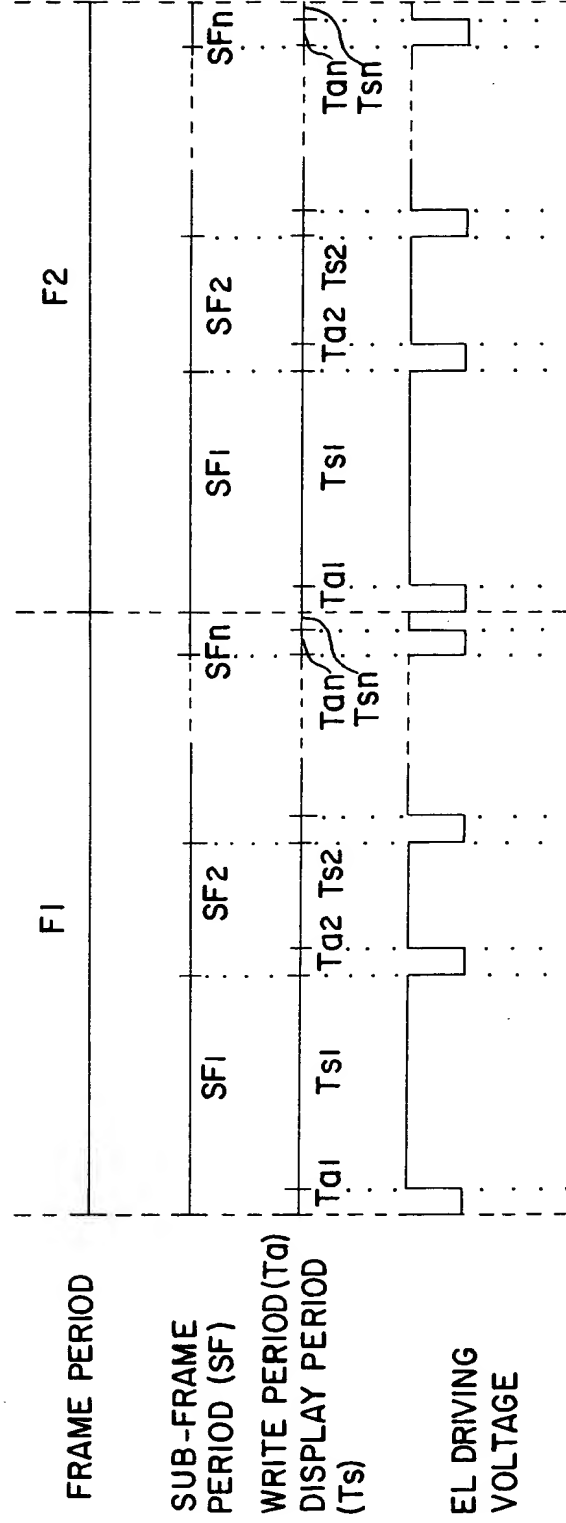 FRAME PERIOD
F1
F2
SUB-FRAME
PERIOD (SF)
SF1
SF2
SFn
SF1
SF2
SFn
WRITE PERIOD (Ta)
DISPLAY PERIOD
(Ts)
Ta1
Ts1
Ta2
Ts2
Tan
Tsn
Ta1
Ts1
Ta2
Ts2
Tan
Tsn
EL DRIVING
VOLTAGE